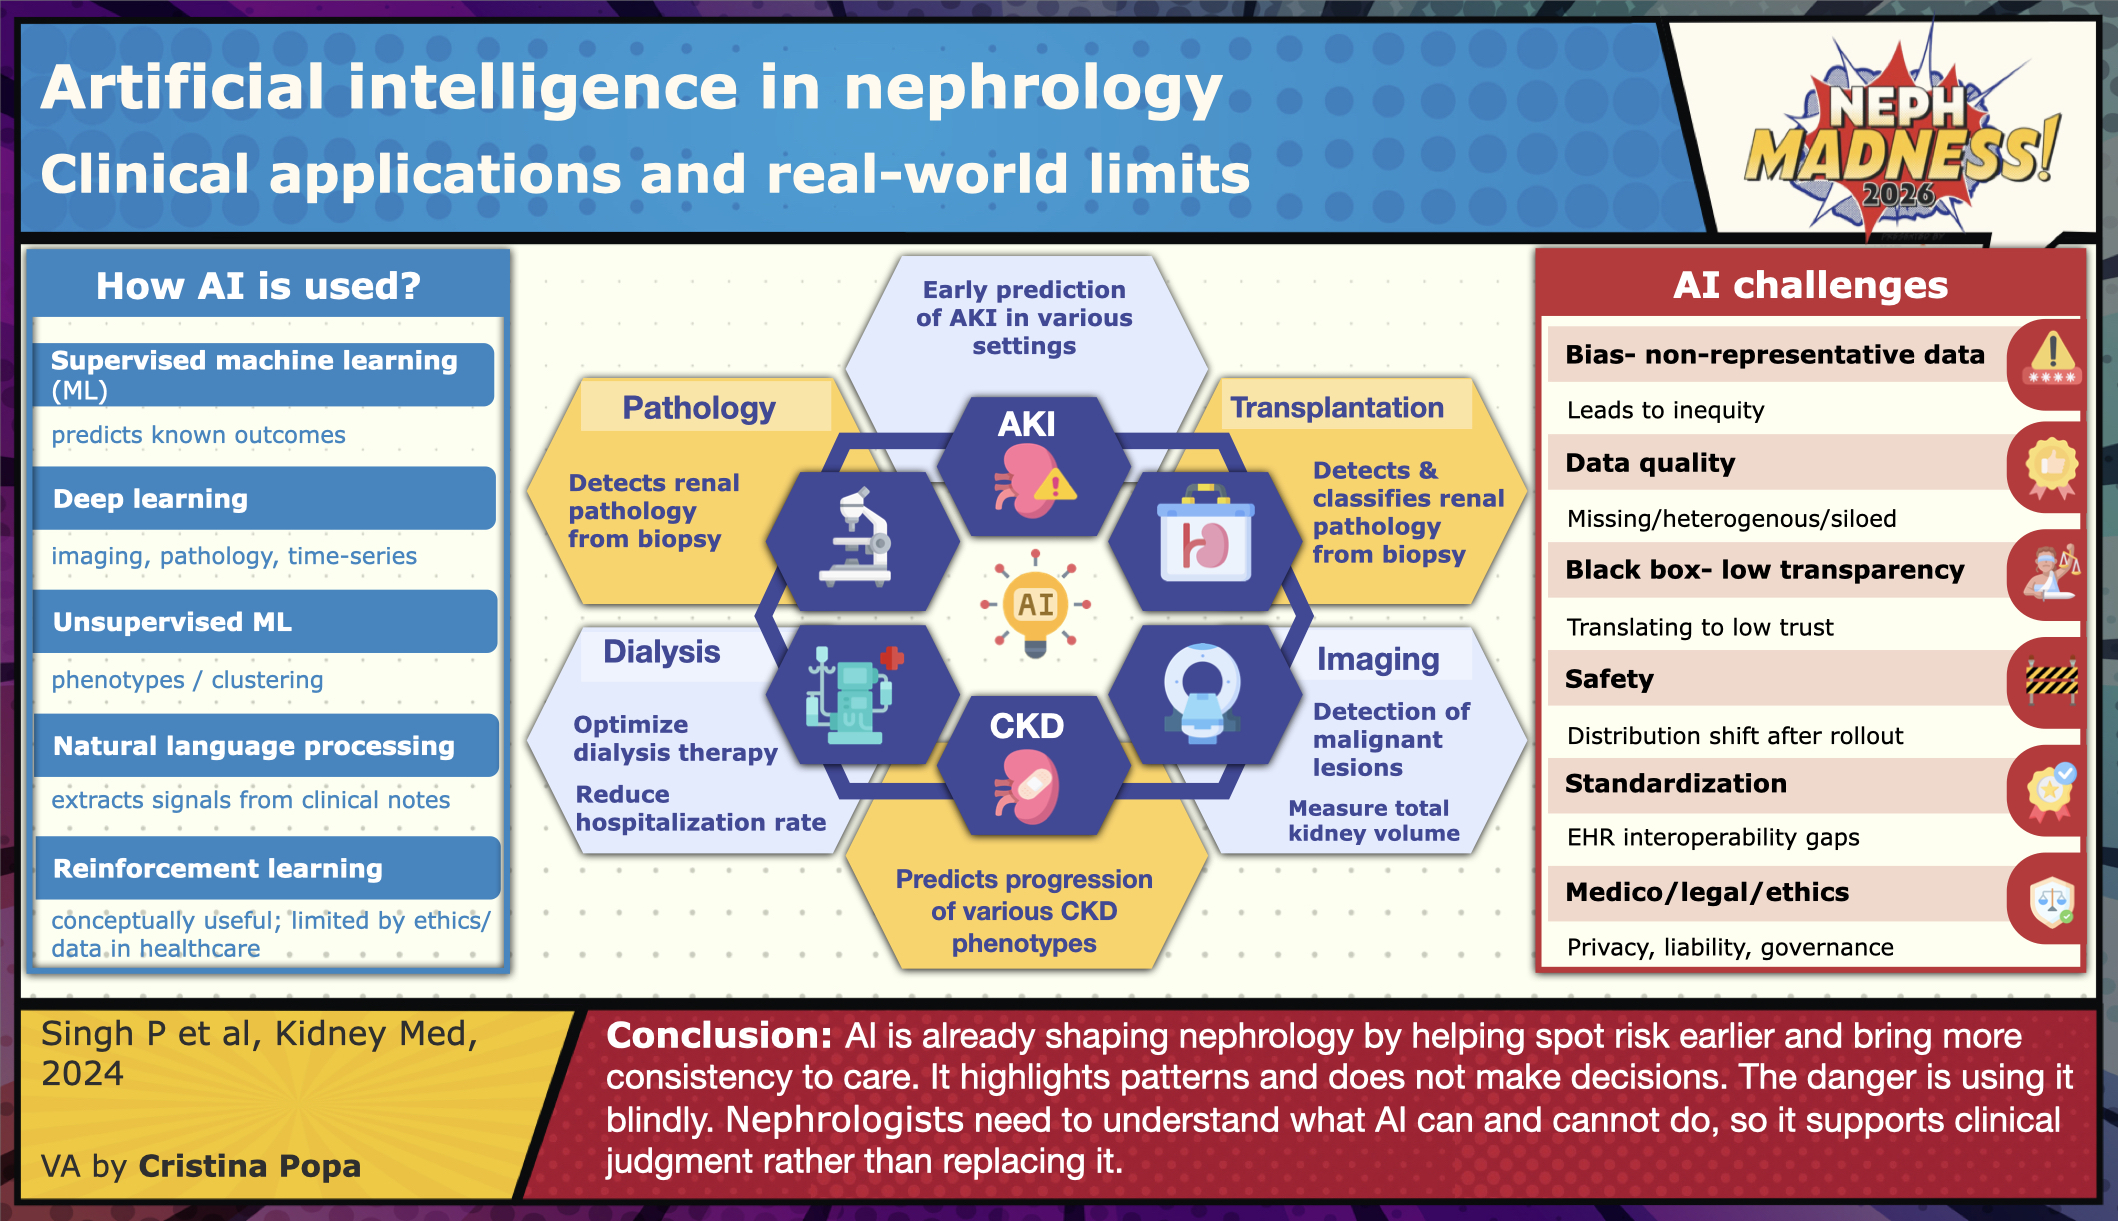 Artificial intelligence in nephrology
Clinical applications and real-world limits
NEPH
MADNESS!
2026
How AI is used?
Supervised machine learning
(ML)
predicts known outcomes
Deep learning
imaging, pathology, time-series
Unsupervised ML
phenotypes / clustering
Natural language processing
extracts signals from clinical notes
Reinforcement learning
conceptually useful; limited by ethics/
data in healthcare
Early prediction
of AKI in various
settings
AKI
Pathology
Detects renal
pathology
from biopsy
Transplantation
Detects &
classifies renal
pathology
from biopsy
AI
Dialysis
Optimize
dialysis therapy
Reduce
hospitalization rate
Imaging
Detection of
malignant
lesions
Measure total
kidney volume
CKD
Predicts progression
of various CKD
phenotypes
AI challenges
Bias- non-representative data
Leads to inequity
Data quality
Missing/heterogenous/siloed
Black box- low transparency
Translating to low trust
Safety
Distribution shift after rollout
Standardization
EHR interoperability gaps
Medico/legal/ethics
Privacy, liability, governance
Singh P et al, Kidney Med,
2024
VA by Cristina Popa
Conclusion: AI is already shaping nephrology by helping spot risk earlier and bring more
consistency to care. It highlights patterns and does not make decisions. The danger is using it
blindly. Nephrologists need to understand what AI can and cannot do, so it supports clinical
judgment rather than replacing it.